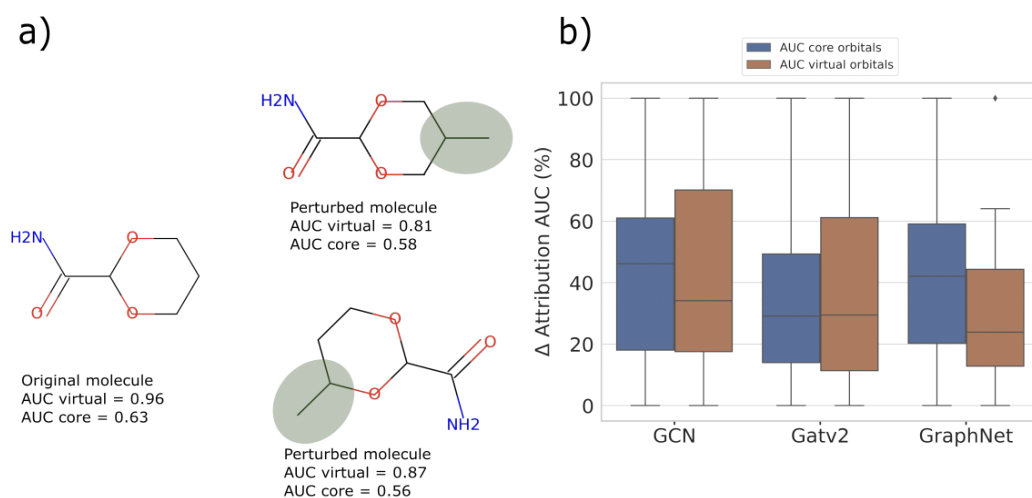 a)
H2N
O
O
O
Original molecule
AUC virtual = 0.96
AUC core = 0.63
H2N
O
O
O
Perturbed molecule
AUC virtual = 0.81
AUC core = 0.58
O
O
O
NH2
Perturbed molecule
AUC virtual = 0.87
AUC core = 0.56
b)
AUC core orbitals
AUC virtual orbitals
Δ Attribution AUC (%)
100
80
60
40
20
0
GCN
Gatv2
GraphNet